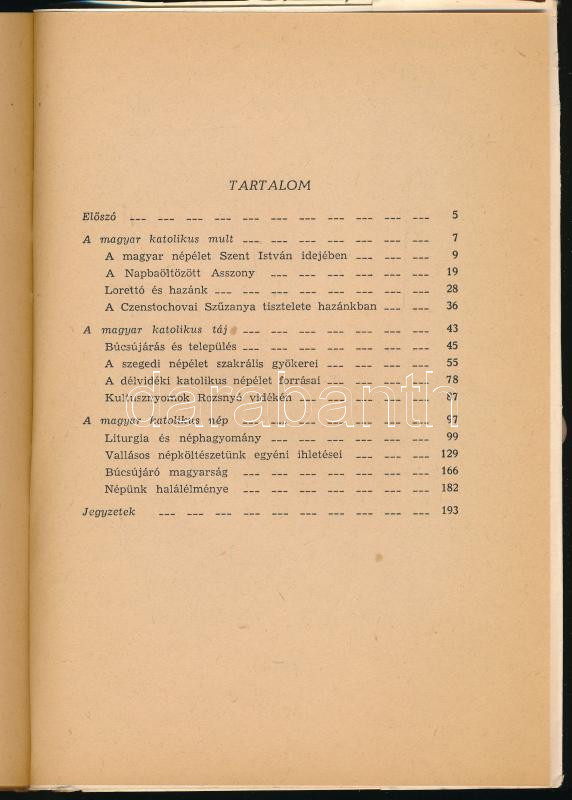 TARTALOM
Előszó --- --- --- --- --- --- --- --- --- --- --- 5
A magyar katolikus mult --- --- --- --- --- --- --- 7
A magyar népélet Szent István idejében --- --- --- 9
A Napbaöltözött Asszony --- --- --- --- --- --- 19
Lorettó és hazánk --- --- --- --- --- --- --- --- 28
A Czenstochovai Szűzanya tisztelete hazánkban --- --- 36
A magyar katolikus táj --- --- --- --- --- --- --- 43
Búcsújárás és település --- --- --- --- --- --- --- 45
A szegedi népélet szakrális gyökerei --- --- --- --- 55
A délvidéki katolikus népélet forrásai --- --- --- --- 78
Kultusznyomok Rozsnyó vidékén --- --- --- --- --- 87
A magyar katolikus nép --- --- --- --- --- --- --- 97
Liturgia és néphagyomány --- --- --- --- --- --- 99
Vallásos népköltészetünk egyéni ihletései --- --- --- 129
Búcsújáró magyarság --- --- --- --- --- --- --- 166
Népünk halálélménye --- --- --- --- --- --- --- 182
Jegyzetek --- --- --- --- --- --- --- --- --- --- 193
darabanth